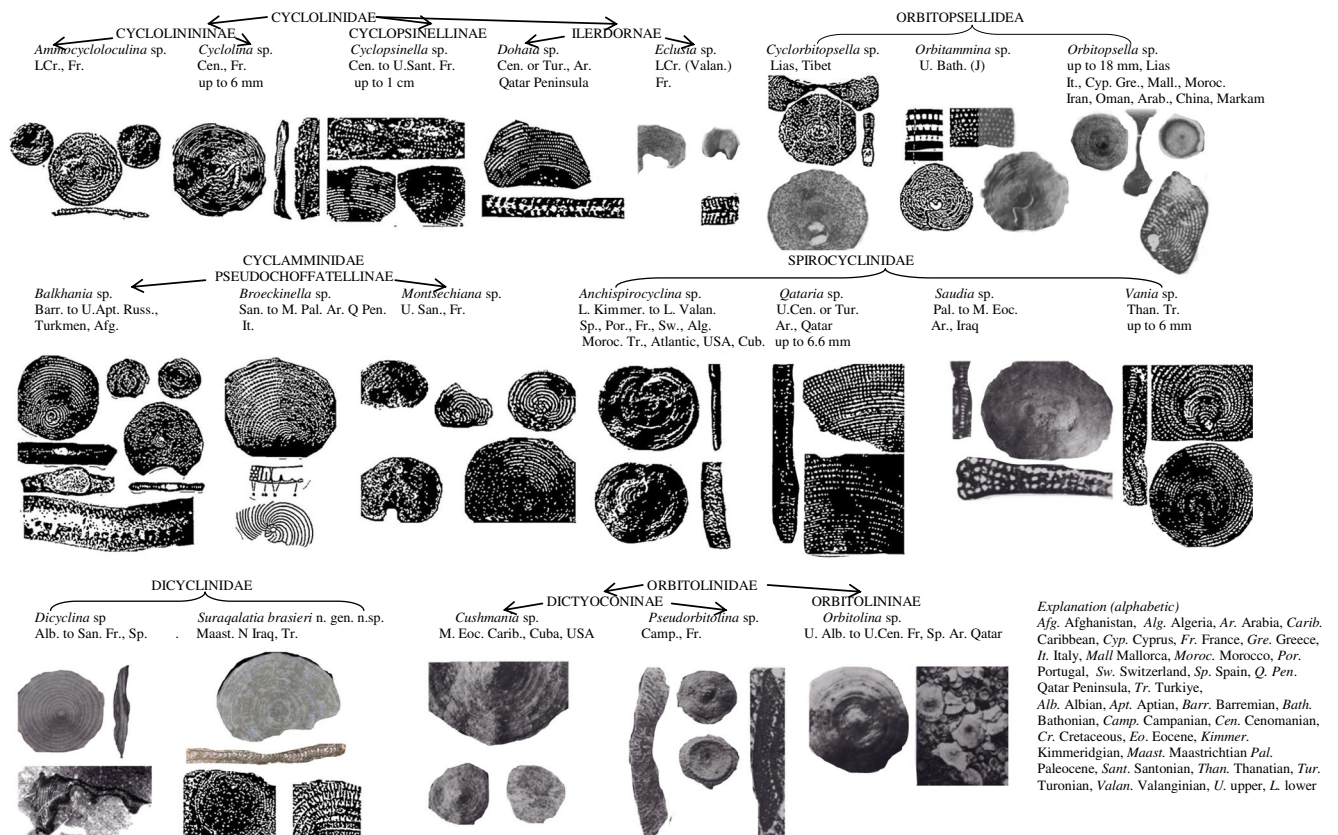 CYCLOLINIDAE
CYCLOLINININAE
CYCLOPSINELLINAE
ILERDORNAE
ORBITOPSELLIDEA
Ammocycloloculina sp.
LCr., Fr.
Cyclolina sp.
Cen., Fr.
up to 6 mm
Cyclopsinella sp.
Cen. to U.Sant. Fr.
up to 1 cm
Dohaia sp.
Cen. or Tur., Ar.
Qatar Peninsula
Eclusia sp.
LCr. (Valan.)
Fr.
Cyclorbitopsella sp.
Lias, Tibet
Orbitammina sp.
U. Bath. (J)
Orbitopsella sp.
up to 18 mm, Lias
It., Cyp. Gre., Mall., Moroc.
Iran, Oman, Arab., China, Markam
CYCLAMMINIDAE
PSEUDOCHOFFATELLINAE
SPIROCYCLINIDAE
Balkhania sp.
Barr. to U.Apt. Russ.,
Turkmen, Afg.
Broeckinella sp.
San. to M. Pal. Ar. Q Pen.
It.
Montsechiana sp.
U. San., Fr.
Anchispirocyclina sp.
L. Kimmer. to L. Valan.
Sp., Por., Fr., Sw., Alg.
Moroc. Tr., Atlantic, USA, Cub.
Qataria sp.
U.Cen. or Tur.
Ar., Qatar
up to 6.6 mm
Saudia sp.
Pal. to M. Eoc.
Ar., Iraq
Vania sp.
Than. Tr.
up to 6 mm
DICYCLINIDAE
ORBITOLINIDAE
DICTYOCONINAE
ORBITOLININAE
Dicyclina sp
Alb. to San. Fr., Sp. .
Suraqalatia brasieri n. gen. n.sp.
Maast. N Iraq, Tr.
Cushmania sp.
M. Eoc. Carib., Cuba, USA
Pseudorbitolina sp.
Camp., Fr.
Orbitolina sp.
U. Alb. to U.Cen. Fr, Sp. Ar. Qatar
Explanation (alphabetic)
Afg. Afghanistan, Alg. Algeria, Ar. Arabia, Carib.
Caribbean, Cyp. Cyprus, Fr. France, Gre. Greece,
It. Italy, Mall Mallorca, Moroc. Morocco, Por.
Portugal, Sw. Switzerland, Sp. Spain, Q. Pen.
Qatar Peninsula, Tr. Turkiye,
Alb. Albian, Apt. Aptian, Barr. Barremian, Bath.
Bathonian, Camp. Campanian, Cen. Cenomanian,
Cr. Cretaceous, Eo. Eocene, Kimmer.
Kimmeridgian, Maast. Maastrichtian Pal.
Paleocene, Sant. Santonian, Than. Thanatian, Tur.
Turonian, Valan. Valanginian, U. upper, L. lower